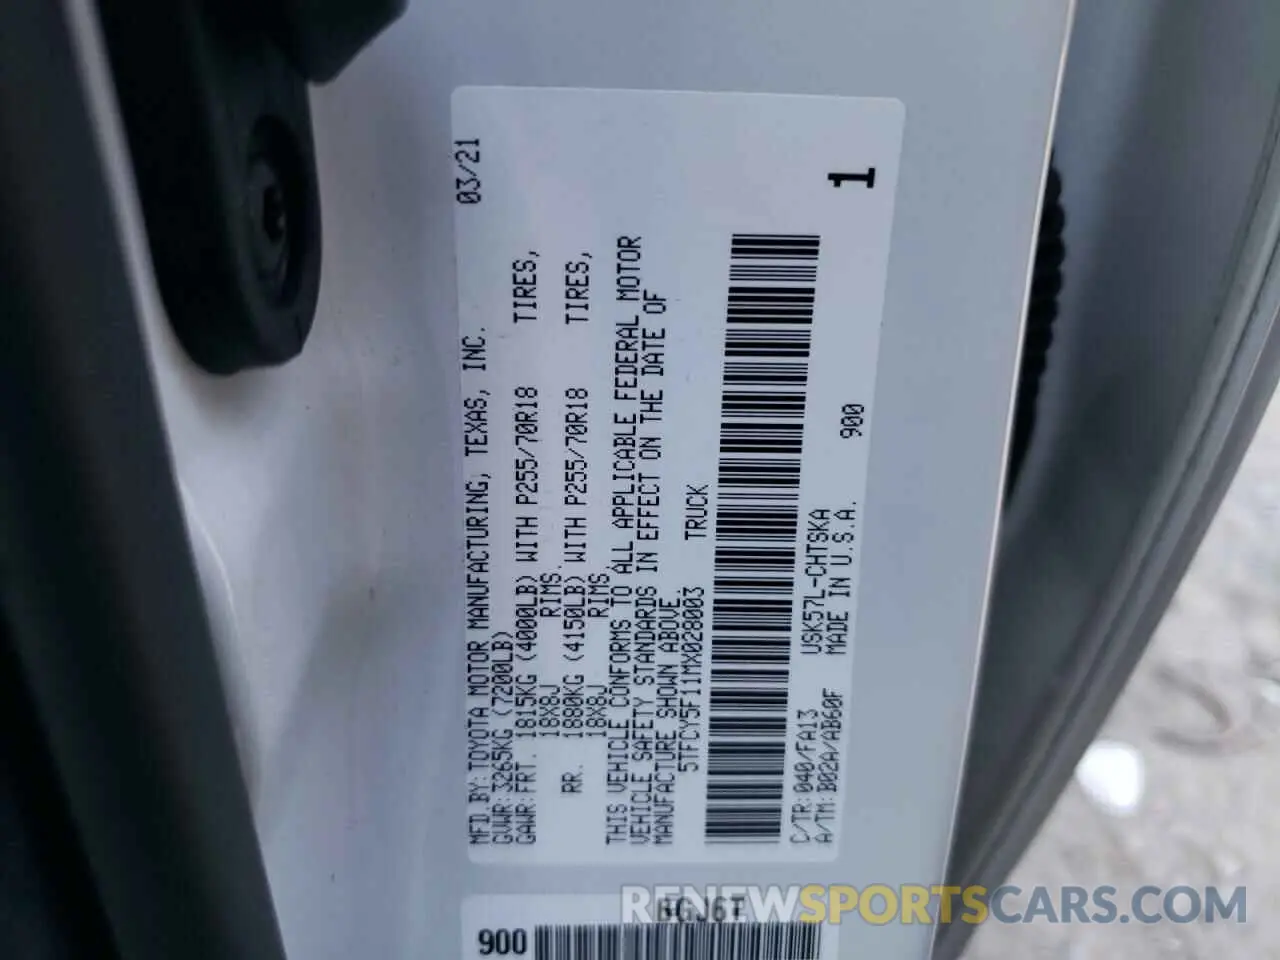 MFD. BY: TOYOTA MOTOR MANUFACTURING, TEXAS, INC. 03/21
GVWR: 3265KG (7200LB)
GAWR: FRT. 1815KG (4000LB) WITH P255/70R18 TIRES,
18X8J RIMS.
RR. 1880KG (4150LB) WITH P255/70R18 TIRES,
18X8J RIMS.
THIS VEHICLE CONFORMS TO ALL APPLICABLE FEDERAL MOTOR
VEHICLE SAFETY STANDARDS IN EFFECT ON THE DATE OF
MANUFACTURE SHOWN ABOVE.
5TFCY5F11MX028003 TRUCK
C/TR: 040/FA13 USK57L-CHTSKA
A/TM: B02A/AB60F MADE IN U.S.A. 900
1
900
RENEWSPORTSCARS.COM